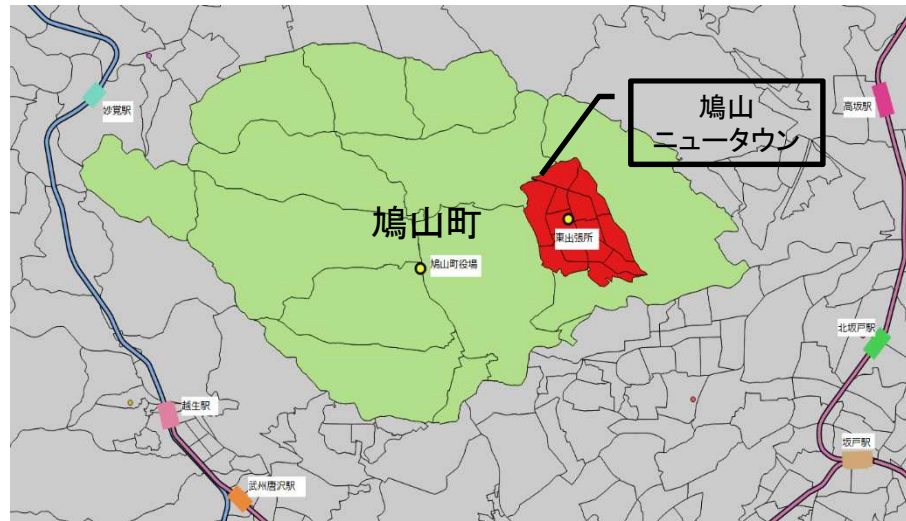 妙覚駅
高坂駅
鳩山
ニュータウン
鳩山町
東出張所
鳩山町役場
北坂戸駅
越生駅
坂戸駅
武州唐沢駅